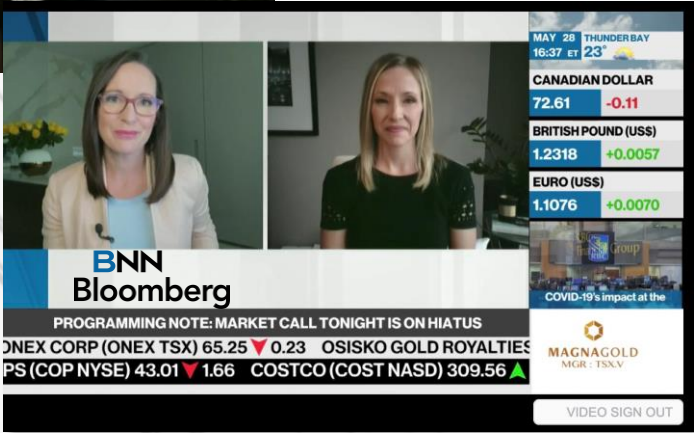 MAY 28 THUNDER BAY
16:37 ET 23°
CANADIAN DOLLAR
72.61 -0.11
BRITISH POUND (US$)
1.2318 +0.0057
EURO (US$)
1.1076 +0.0070
RBC
Group
COVID-19's impact at the
BNN
Bloomberg
PROGRAMMING NOTE: MARKET CALL TONIGHT IS ON HIATUS
ONEX CORP (ONEX TSX) 65.25 ▼ 0.23 OSISKO GOLD ROYALTIES
PS (COP NYSE) 43.01 ▼ 1.66 COSTCO (COST NASD) 309.56 ▲
MAGNAGOLD
MGR : TSX.V
VIDEO SIGN OUT